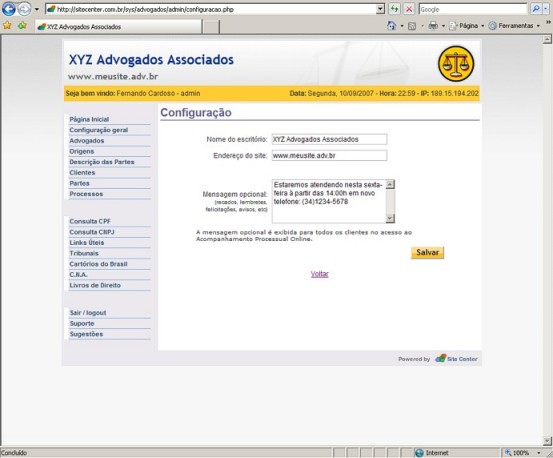 http://sitecenter.com.br/sys/advogados/admin/configuracao.php
Google
XYZ Advogados Associados
Página
Ferramentas
XYZ Advogados Associados
www.meusite.adv.br
Seja bem vindo: Fernando Cardoso - admin
Data: Segunda, 10/09/2007 - Hora: 22:59 - IP: 189.15.194.202
Configuração
Página Inicial
Configuração geral
Advogados
Origens
Descrição das Partes
Clientes
Partes
Processos
Consulta CPF
Consulta CNPJ
Links Úteis
Tribunais
Cartórios do Brasil
C.N.A.
Livros de Direito
Sair / logout
Suporte
Sugestões
Nome do escritório: XYZ Advogados Associados
Endereço do site: www.meusite.adv.br
Mensagem opcional:
(recados, lembretes,
felicitações, avisos, etc)
Estaremos atendendo nesta sexta-
feira à partir das 14:00h em novo
telefone: (34)1234-5678
A mensagem opcional é exibida para todos os clientes no acesso ao
Acompanhamento Processual Online.
Salvar
Voltar
Powered by Site Center
Concluído
Internet
100%